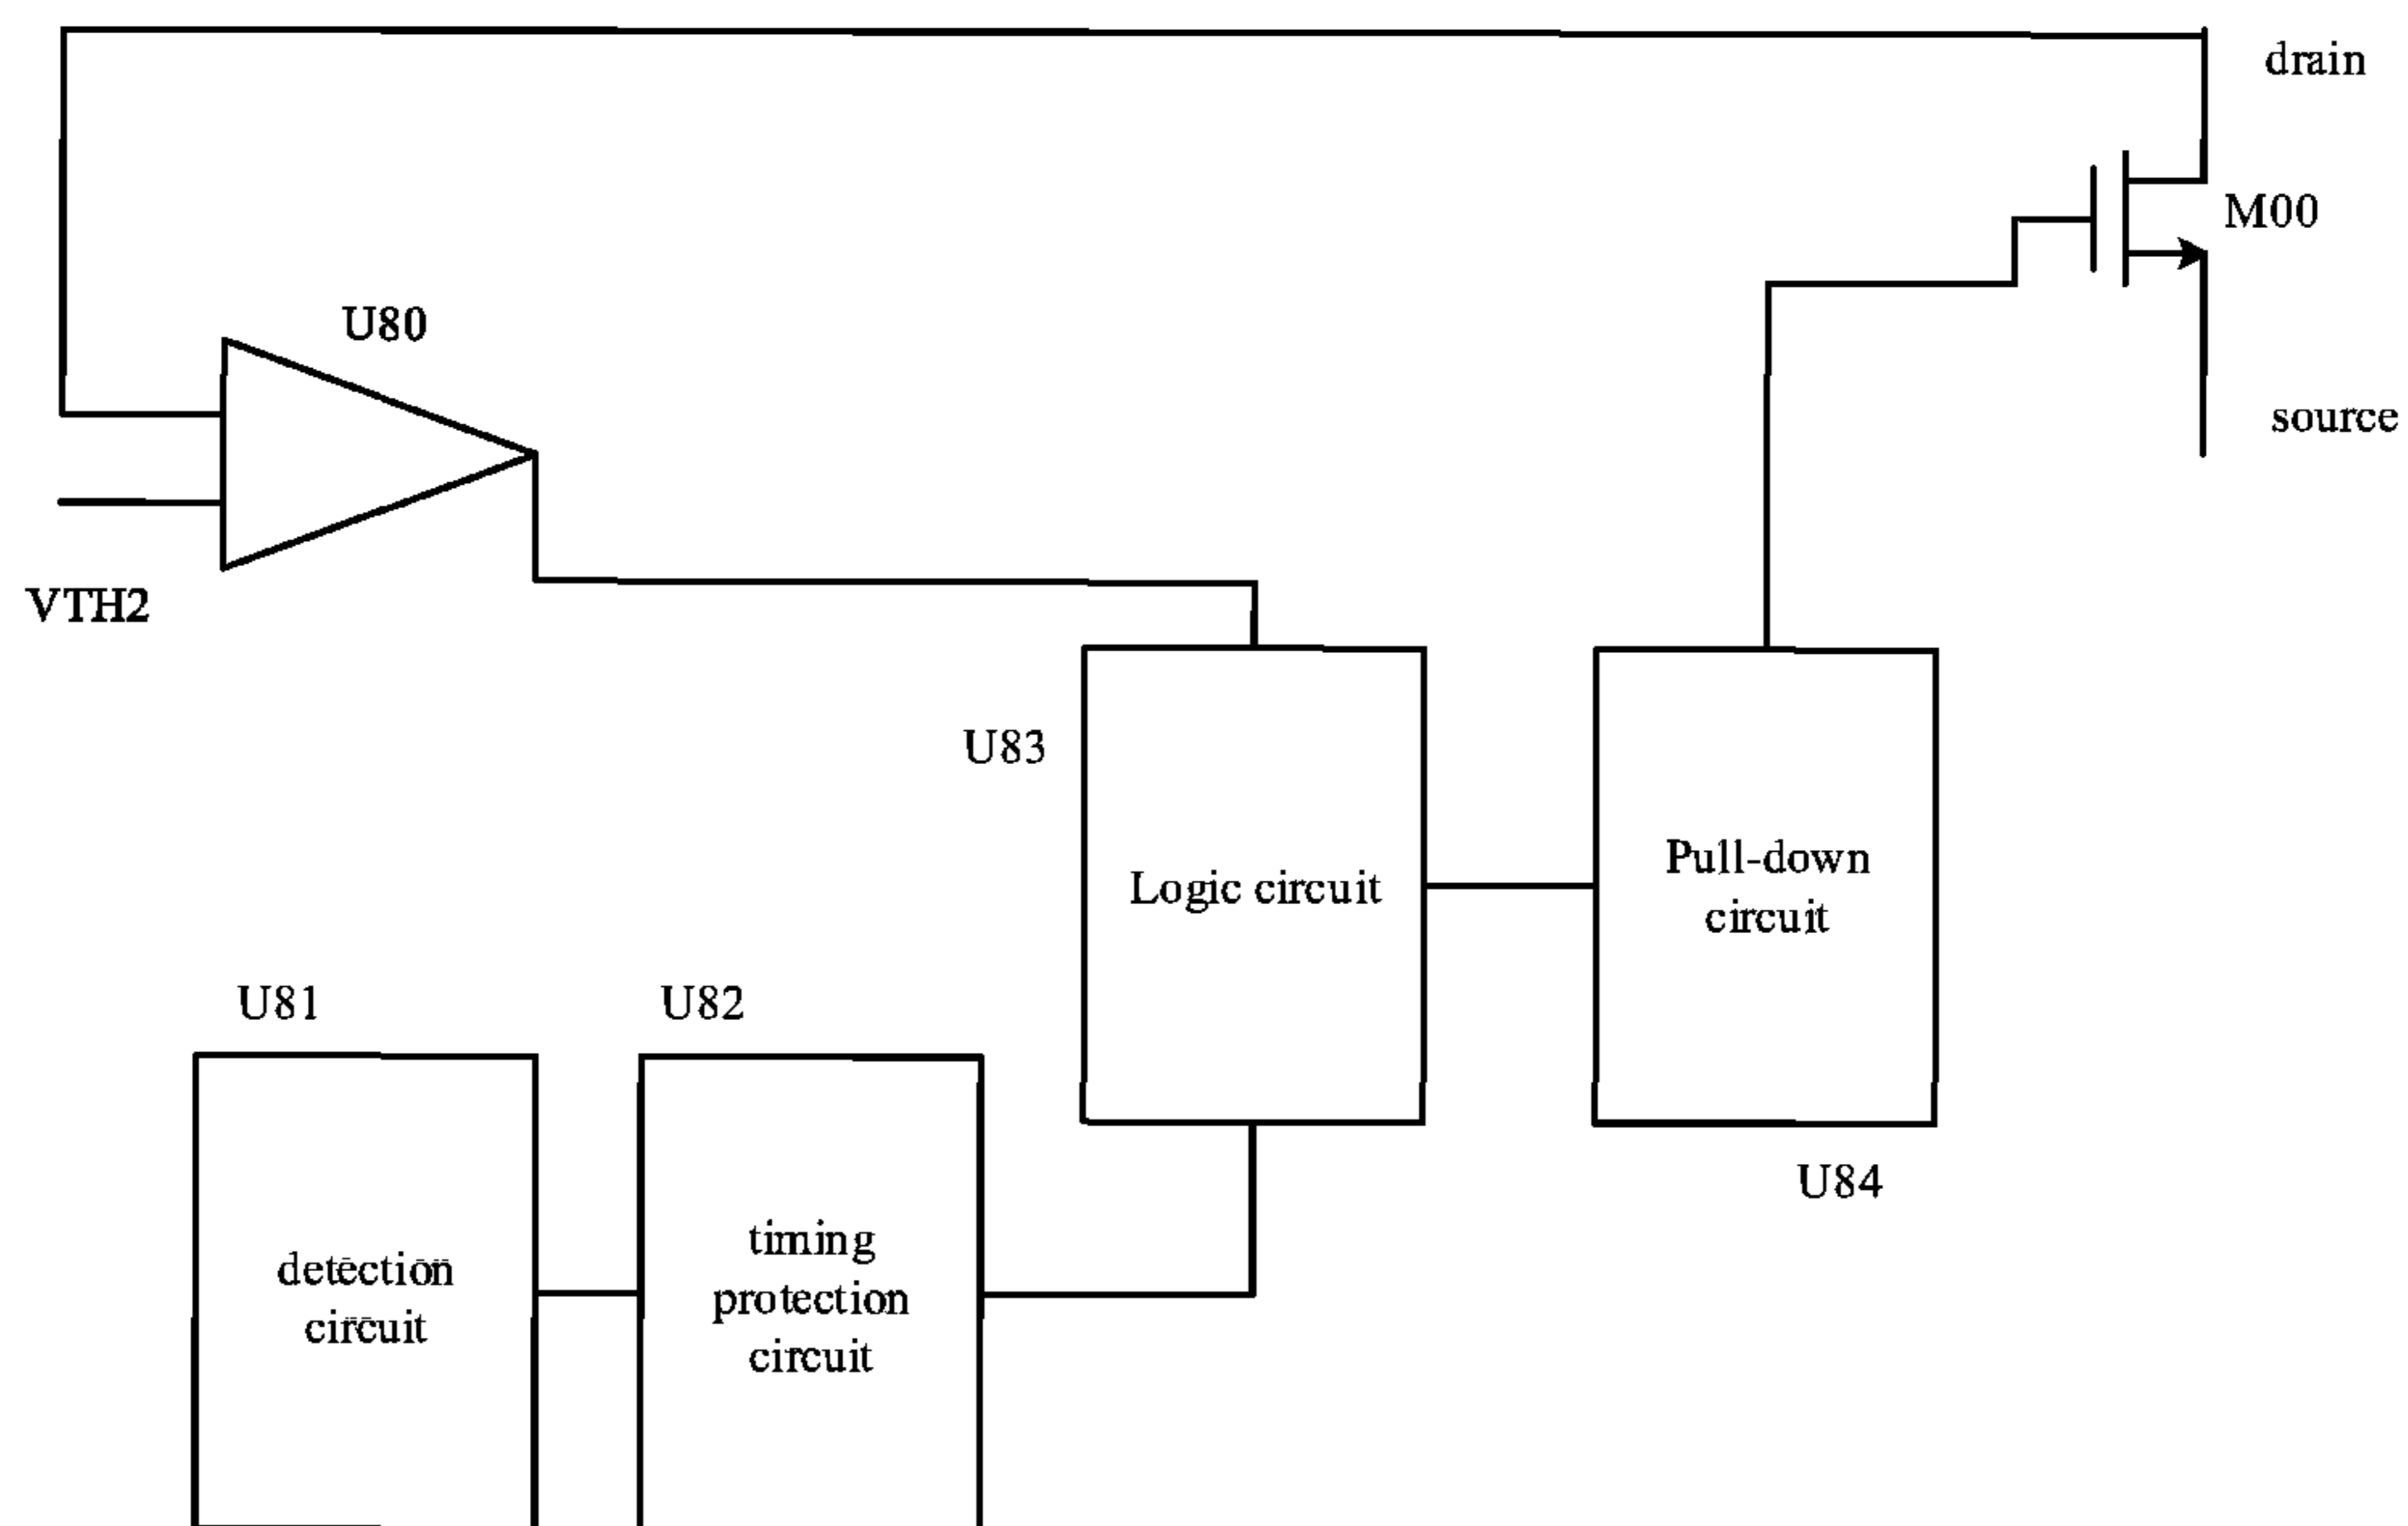 drain
M00
U80
source
VTH2
U83
Logic circuit
Pull-down
circuit
U81
U82
U84
detection
circuit
timing
protection
circuit